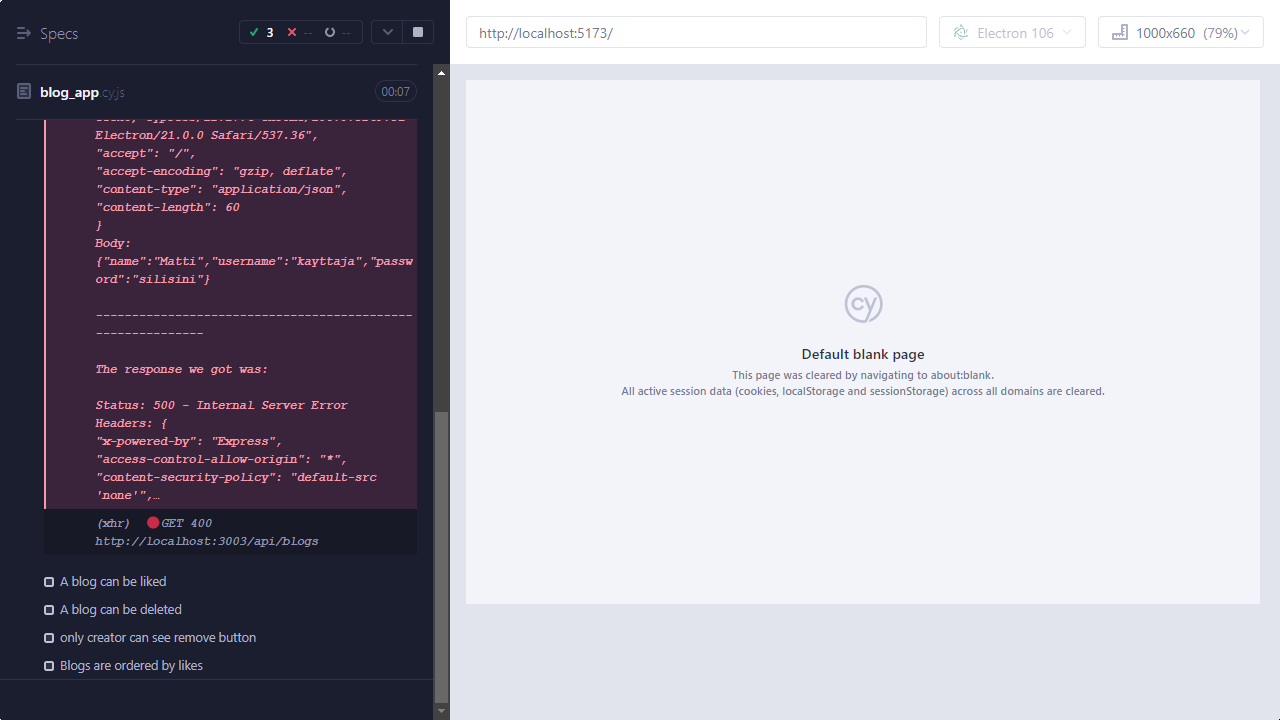 Specs
3
--
--
http://localhost:5173/
Electron 106
1000x660 (79%)
blog_app.cy.js
00:07
Electron/21.0.0 Safari/537.36",
"accept": "/",
"accept-encoding": "gzip, deflate",
"content-type": "application/json",
"content-length": 60
}
Body:
{"name":"Matti","username":"kayttaja","passw
ord":"silisini"}
--------------------------------------------
---------------
The response we got was:
Status: 500 - Internal Server Error
Headers: {
"x-powered-by": "Express",
"access-control-allow-origin": "*",
"content-security-policy": "default-src
'none'",…
(xhr) GET 400
http://localhost:3003/api/blogs
A blog can be liked
A blog can be deleted
only creator can see remove button
Blogs are ordered by likes
cy
Default blank page
This page was cleared by navigating to about:blank.
All active session data (cookies, localStorage and sessionStorage) across all domains are cleared.